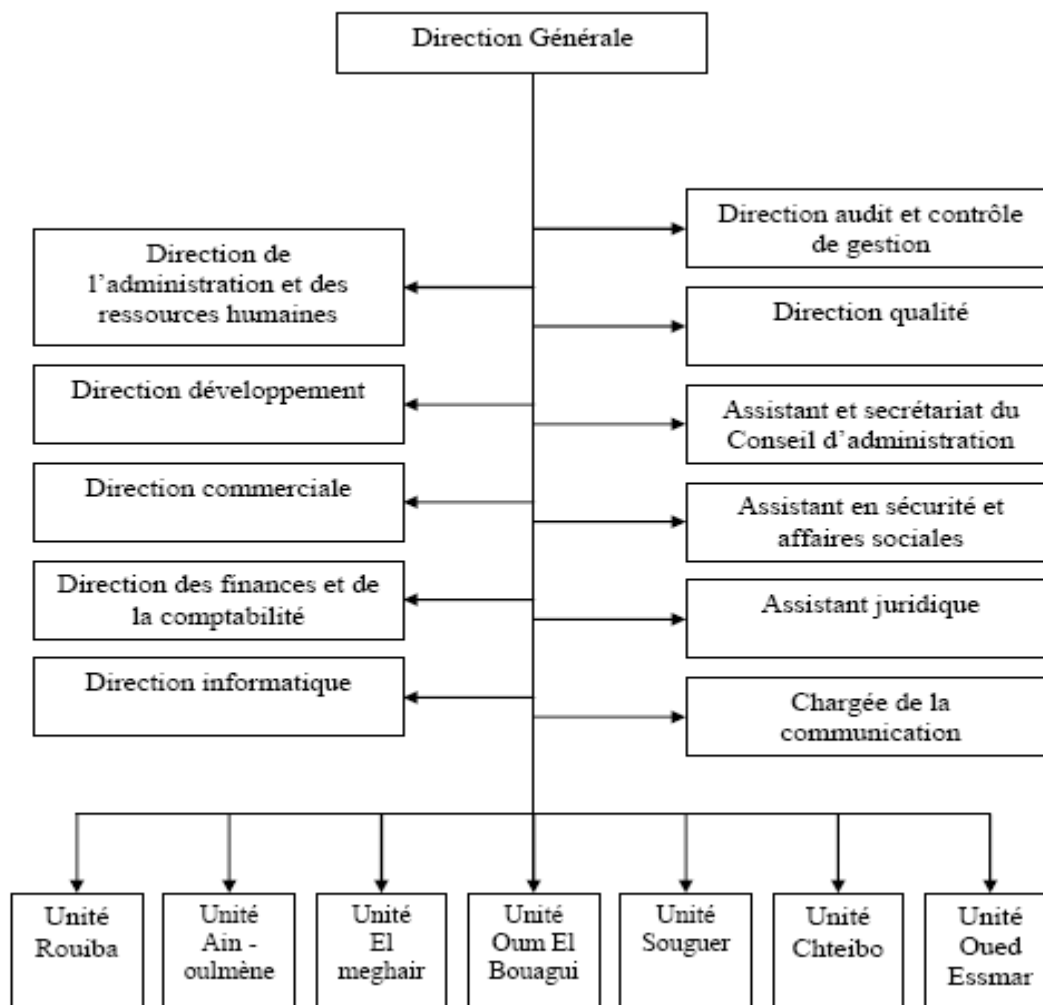 Direction Générale
Direction audit et contrôle
de gestion
Direction de
l’administration et des
ressources humaines
Direction qualité
Direction développement
Assistant et secrétariat du
Conseil d’administration
Direction commerciale
Assistant en sécurité et
affaires sociales
Direction des finances et de
la comptabilité
Assistant juridique
Direction informatique
Chargée de la
communication
Unité
Rouiba
Unité
Ain -
oulmène
Unité
El
meghair
Unité
Oum El
Bouagui
Unité
Souguer
Unité
Chteibo
Unité
Oued
Essmar